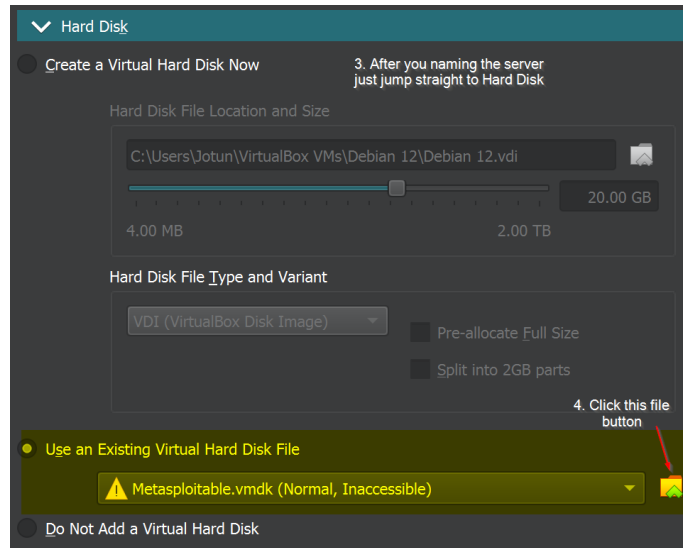 Hard Disk
Create a Virtual Hard Disk Now
3. After you naming the server
just jump straight to Hard Disk
Hard Disk File Location and Size
C:\Users\Jotun\VirtualBox VMs\Debian 12\Debian 12.vdi
20.00 GB
4.00 MB
2.00 TB
Hard Disk File Type and Variant
VDI (VirtualBox Disk Image)
Pre-allocate Full Size
Split into 2GB parts
4. Click this file
button
Use an Existing Virtual Hard Disk File
Metasploitable.vmdk (Normal, Inaccessible)
Do Not Add a Virtual Hard Disk